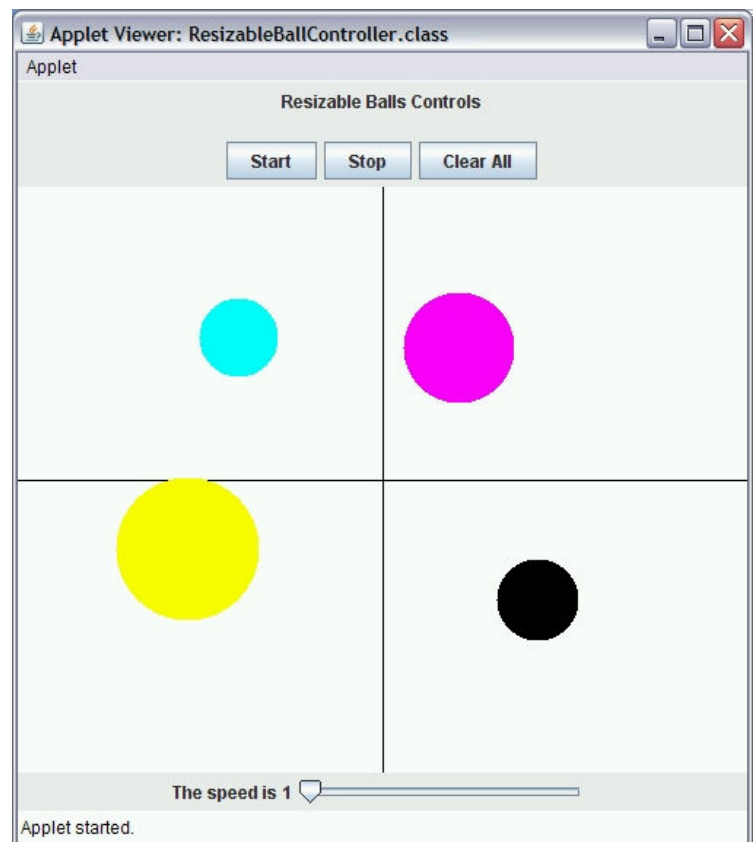 Applet Viewer: ResizableBallController.class
Applet
Resizable Balls Controls
Start Stop Clear All
The speed is 1
Applet started.